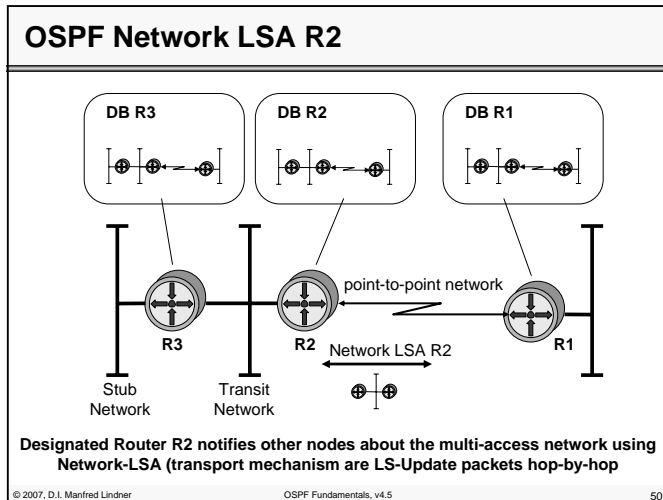 OSPF Network LSA R2
DB R3
DB R2
DB R1
point-to-point network
R3
R2
R1
Network LSA R2
Stub
Network
Transit
Network
Designated Router R2 notifies other nodes about the multi-access network using
Network-LSA (transport mechanism are LS-Update packets hop-by-hop
© 2007, D.I. Manfred Lindner
OSPF Fundamentals, v4.5
50